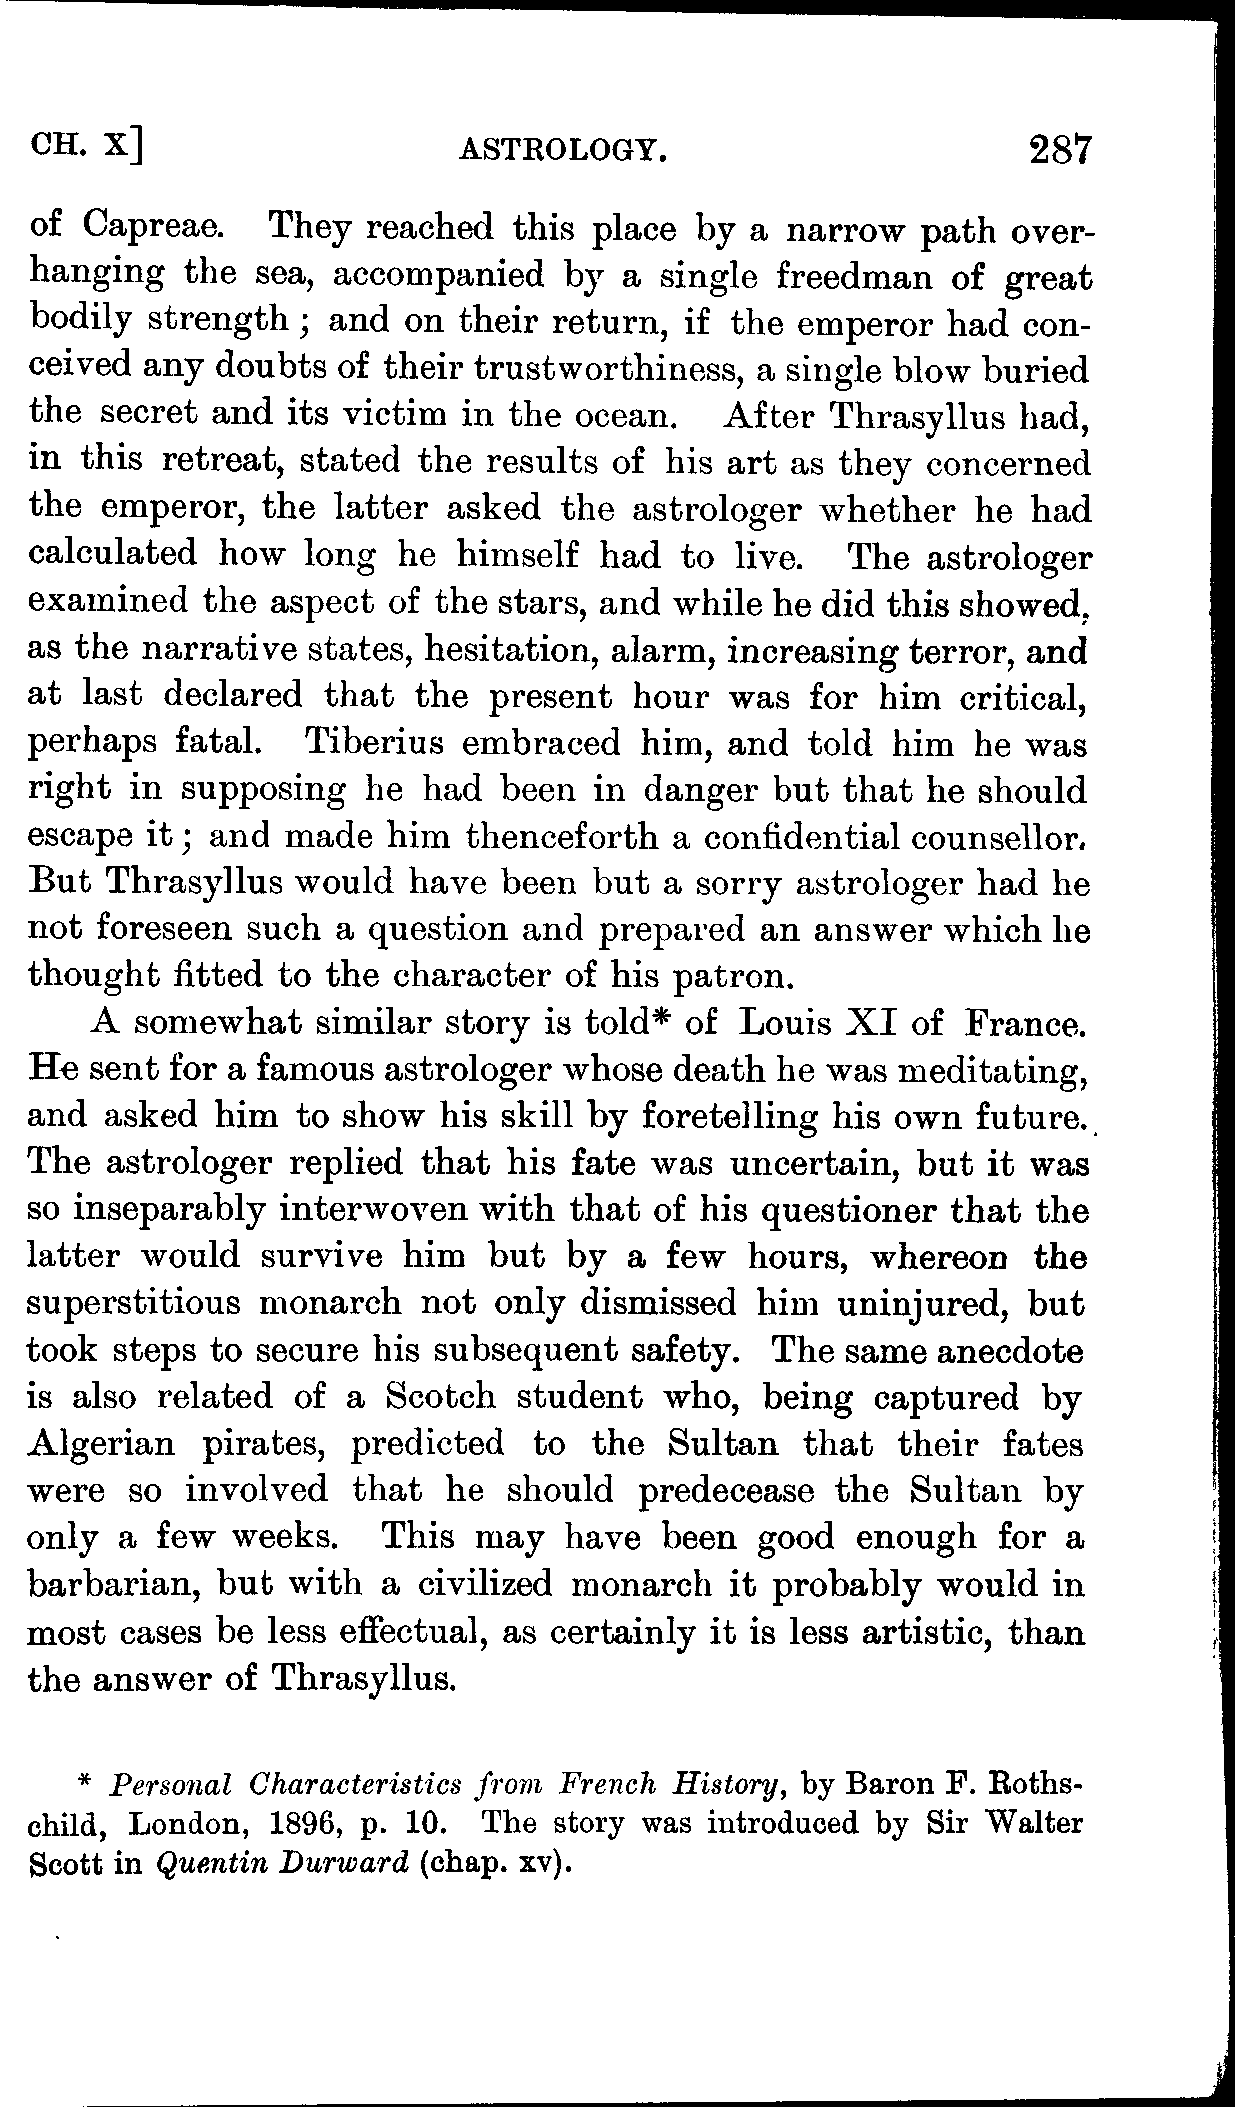 CH. X] ASTROLOGY. 287
of Capreae. They reached this place by a narrow path over-
hanging the sea, accompanied by a single freedman of great
bodily strength ; and on their return, if the emperor had con-
ceived any doubts of their trustworthiness, a single blow buried
the secret and its victim in the ocean. After Thrasyllus had,
in this retreat, stated the results of his art as they concerned
the emperor, the latter asked the astrologer whether he had
calculated how long he himself had to live. The astrologer
examined the aspect of the stars, and while he did this showed,
as the narrative states, hesitation, alarm, increasing terror, and
at last declared that the present hour was for him critical,
perhaps fatal. Tiberius embraced him, and told him he was
right in supposing he had been in danger but that he should
escape it ; and made him thenceforth a confidential counsellor.
But Thrasyllus would have been but a sorry astrologer had he
not foreseen such a question and prepared an answer which he
thought fitted to the character of his patron.
A somewhat similar story is told* of Louis XI of France.
He sent for a famous astrologer whose death he was meditating,
and asked him to show his skill by foretelling his own future.
The astrologer replied that his fate was uncertain, but it was
so inseparably interwoven with that of his questioner that the
latter would survive him but by a few hours, whereon the
superstitious monarch not only dismissed him uninjured, but
took steps to secure his subsequent safety. The same anecdote
is also related of a Scotch student who, being captured by
Algerian pirates, predicted to the Sultan that their fates
were so involved that he should predecease the Sultan by
only a few weeks. This may have been good enough for a
barbarian, but with a civilized monarch it probably would in
most cases be less effectual, as certainly it is less artistic, than
the answer of Thrasyllus.
* Personal Characteristics from French History, by Baron F. Roths-
child, London, 1896, p. 10. The story was introduced by Sir Walter
Scott in Quentin Durward (chap. xv).